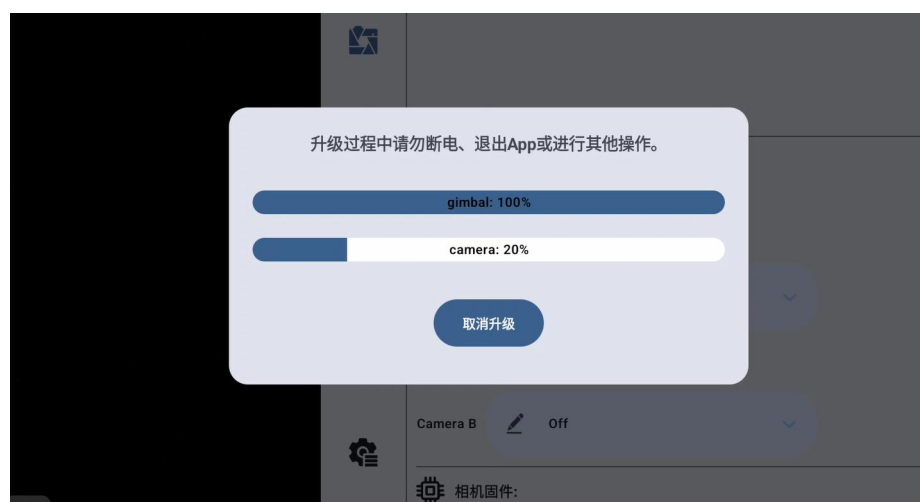 升级过程中请勿断电、退出App或进行其他操作。
gimbal: 100%
camera: 20%
取消升级
Camera B Off
相机固件: